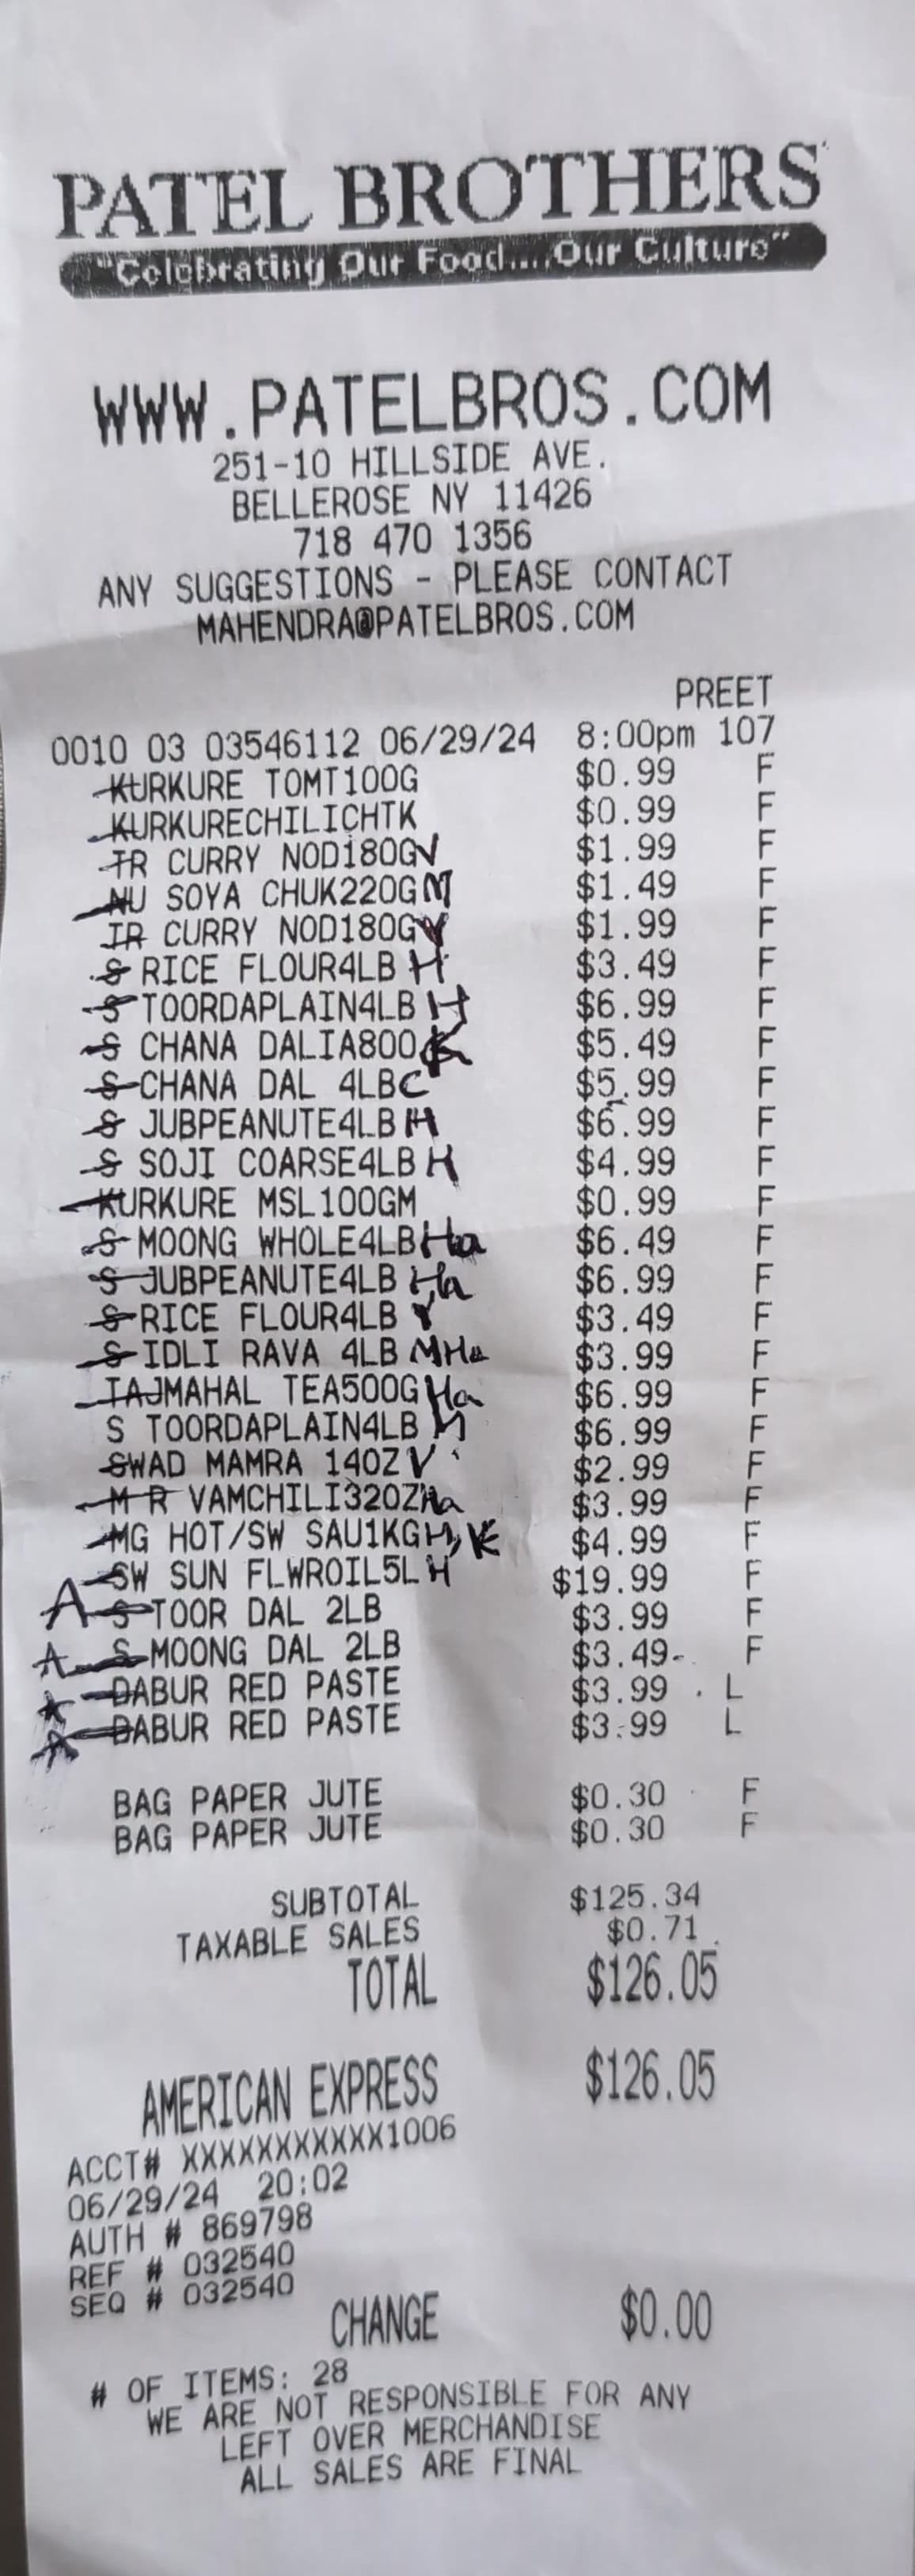 PATEL BROTHERS
"Celebrating Our Food....Our Culture"
WWW.PATELBROS.COM
251-10 HILLSIDE AVE.
BELLEROSE NY 11426
718 470 1356
ANY SUGGESTIONS - PLEASE CONTACT
MAHENDRA@PATELBROS.COM
PREET
0010 03 03546112 06/29/24 8:00pm 107
KURKURE TOMT100G $0.99 F
KURKURECHILICHTK $0.99 F
TR CURRY NOD180G V $1.99 F
NU SOYA CHUK220G M $1.49 F
TR CURRY NOD180G $1.99 F
S RICE FLOUR4LB H $3.49 F
S TOORDAPLAIN4LB H $6.99 F
S CHANA DALIA800 K $5.49 F
S CHANA DAL 4LB C $5.99 F
S JUBPEANUTE4LB H $6.99 F
S SOJI COARSE4LB H $4.99 F
KURKURE MSL100GM $0.99 F
S MOONG WHOLE4LB Ha $6.49 F
S JUBPEANUTE4LB Ha $6.99 F
S RICE FLOUR4LB Y $3.49 F
S IDLI RAVA 4LB M Ha $3.99 F
TAJMAHAL TEA500G Ha $6.99 F
S TOORDAPLAIN4LB M $6.99 F
SWAD MAMRA 14OZ V $2.99 F
M R VAMCHILI320Z Ha $3.99 F
MG HOT/SW SAU1KG H, K $4.99 F
SW SUN FLWROIL5L H $19.99 F
A S TOOR DAL 2LB $3.99 F
A S MOONG DAL 2LB $3.49 F
A DABUR RED PASTE $3.99 L
A DABUR RED PASTE $3.99 L
BAG PAPER JUTE $0.30 F
BAG PAPER JUTE $0.30 F
SUBTOTAL $125.34
TAXABLE SALES $0.71
TOTAL $126.05
AMERICAN EXPRESS $126.05
ACCT# XXXXXXXXXXX1006
06/29/24 20:02
AUTH # 869798
REF # 032540
SEQ # 032540
CHANGE $0.00
# OF ITEMS: 28
WE ARE NOT RESPONSIBLE FOR ANY
LEFT OVER MERCHANDISE
ALL SALES ARE FINAL